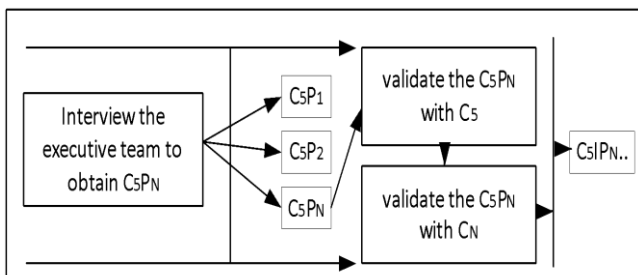 Interview the
executive team to
obtain C5PN
C5P1
C5P2
C5PN
validate the C5PN
with C5
validate the C5PN
with CN
C5IPN..